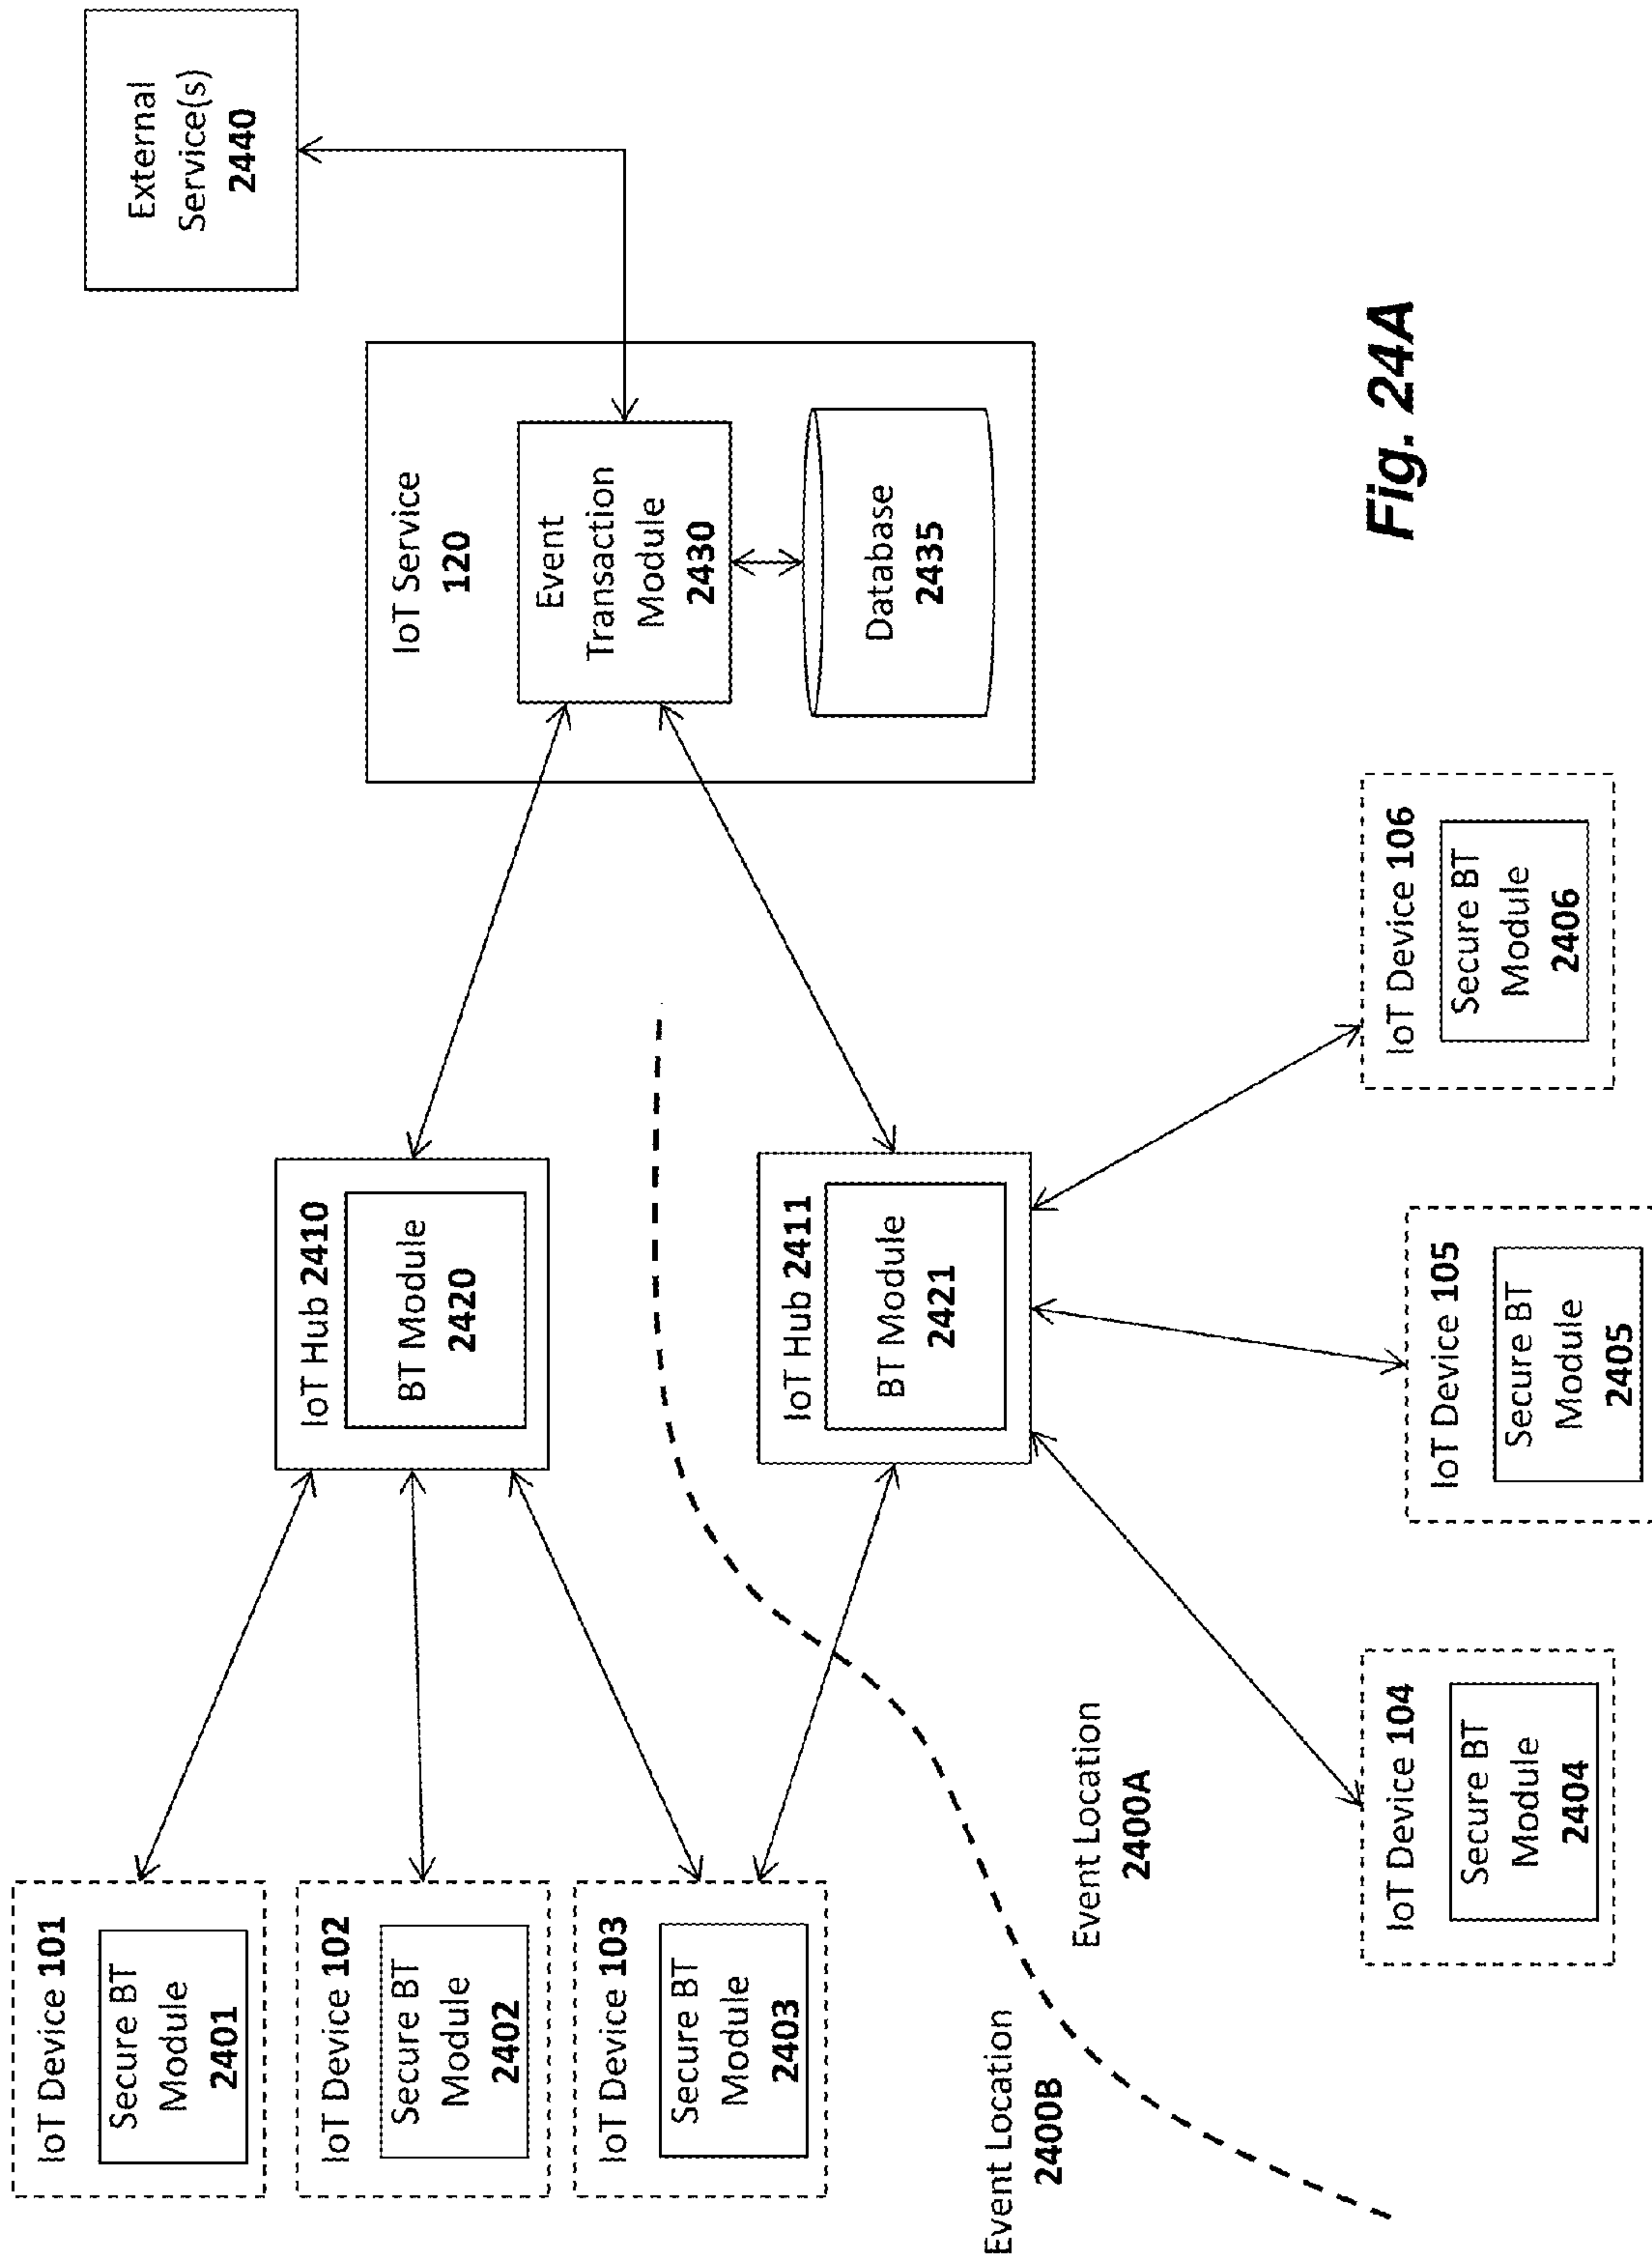 IoT Device 101
Secure BT
Module
2401
IoT Device 102
Secure BT
Module
2402
IoT Device 103
Secure BT
Module
2403
IoT Hub 2410
BT Module
2420
IoT Hub 2411
BT Module
2421
External
Service(s)
2440
IoT Service
120
Event
Transaction
Module
2430
Database
2435
Event Location
2400B
Event Location
2400A
IoT Device 104
Secure BT
Module
2404
IoT Device 105
Secure BT
Module
2405
IoT Device 106
Secure BT
Module
2406
Fig. 24A